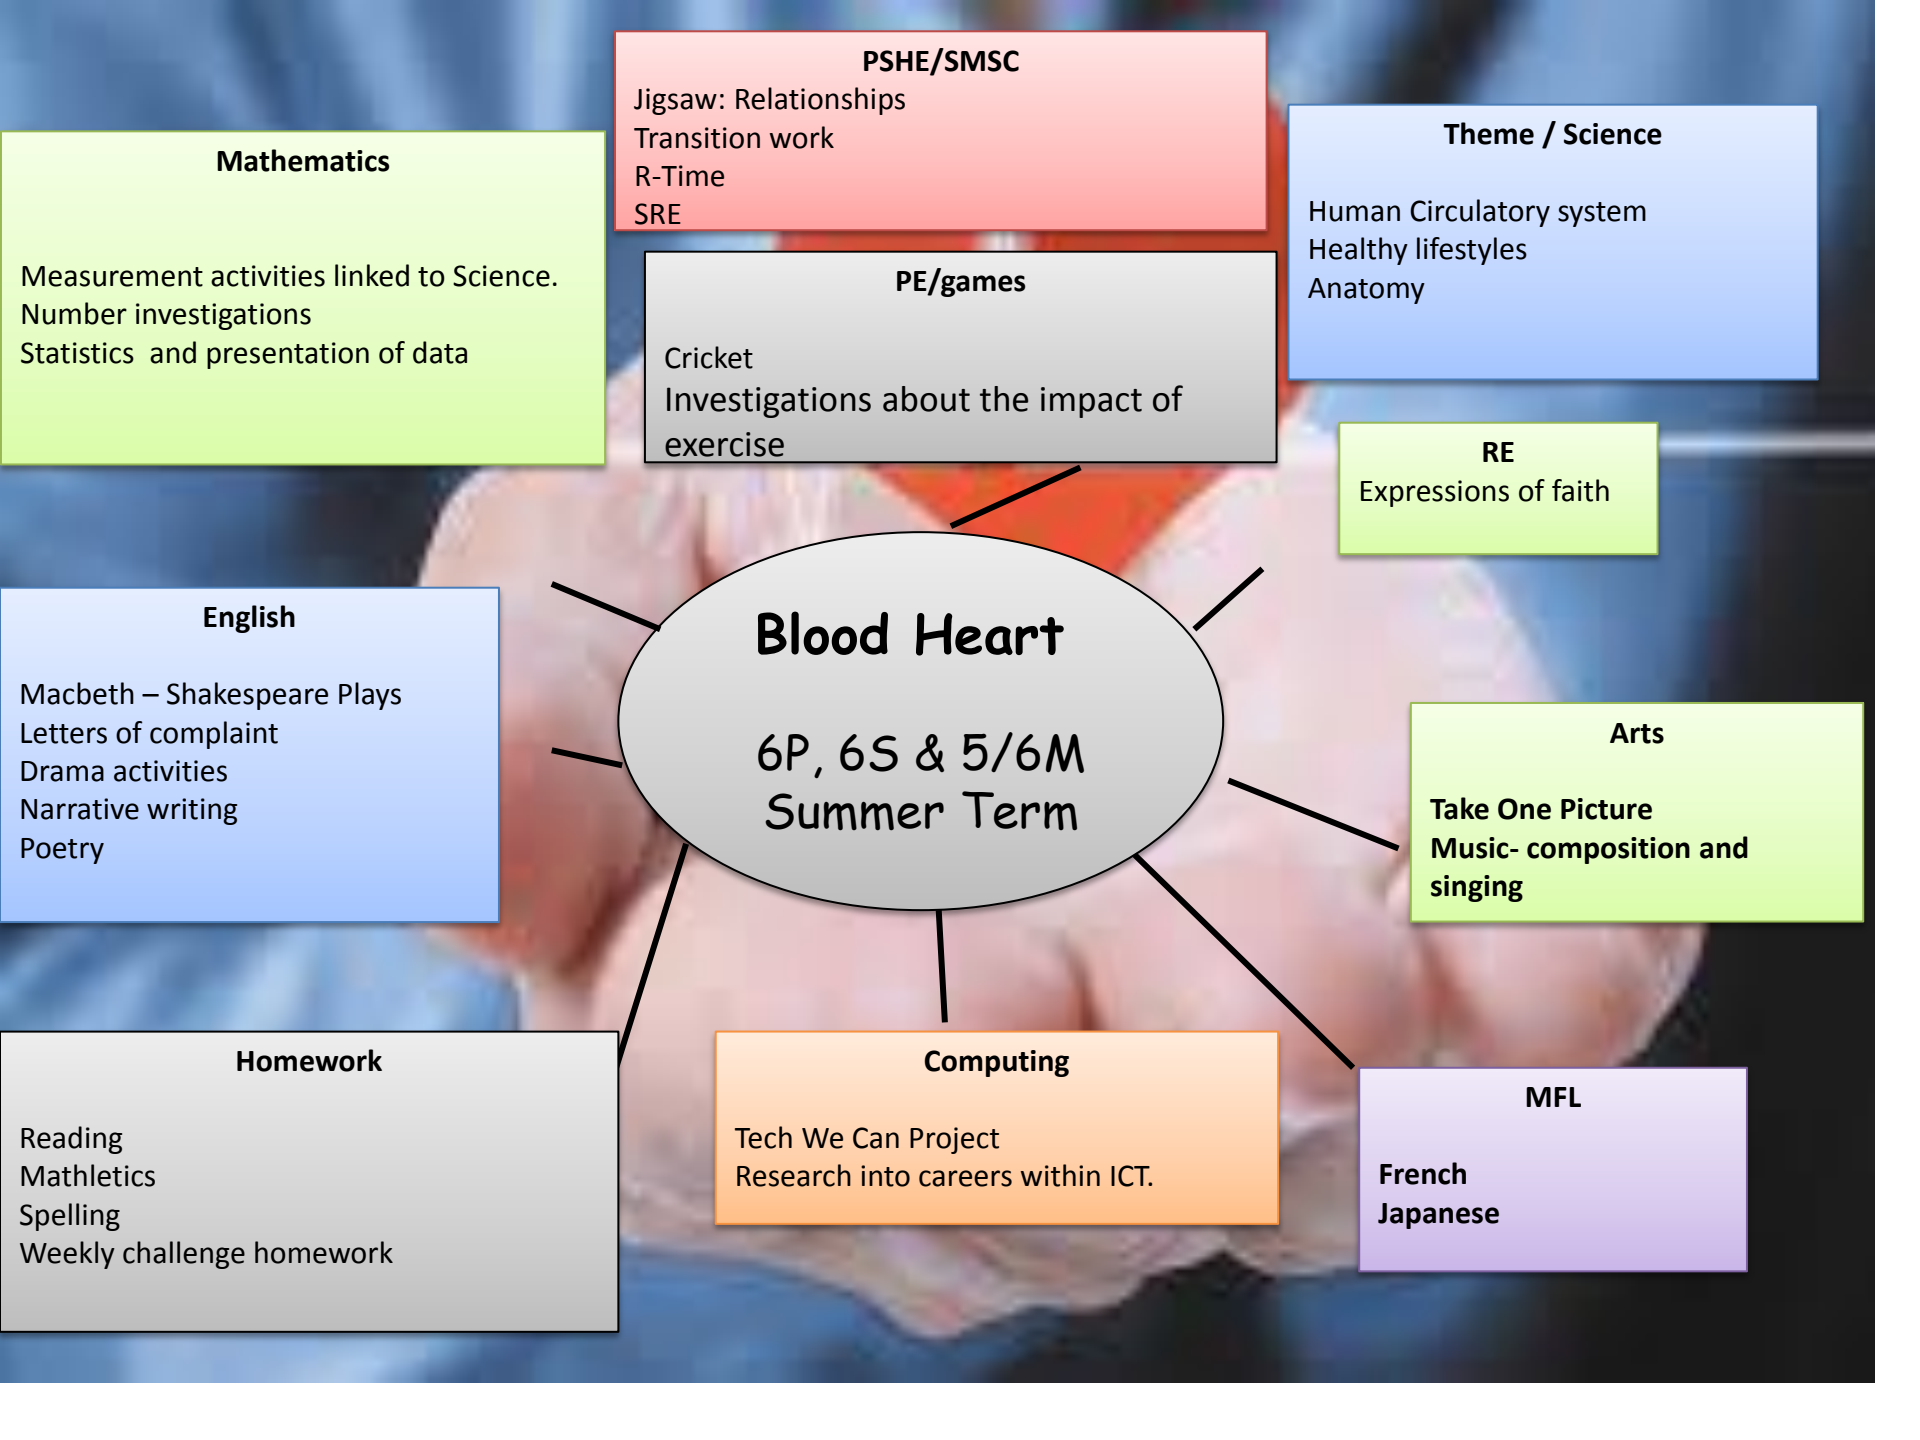 PSHE/SMSC
Jigsaw: Relationships
Transition work
R-Time
SRE
Theme / Science
Human Circulatory system
Healthy lifestyles
Anatomy
Mathematics
Measurement activities linked to Science.
Number investigations
Statistics  and presentation of data
PE/games
Cricket
Investigations about the impact of
exercise
RE
Expressions of faith
Blood Heart
6P, 6S & 5/6M
Summer Term
English
Macbeth – Shakespeare Plays
Letters of complaint
Drama activities
Narrative writing
Poetry
Arts
Take One Picture
Music- composition and
singing
Homework
Reading
Mathletics
Spelling
Weekly challenge homework
Computing
Tech We Can Project
Research into careers within ICT.
MFL
French
Japanese